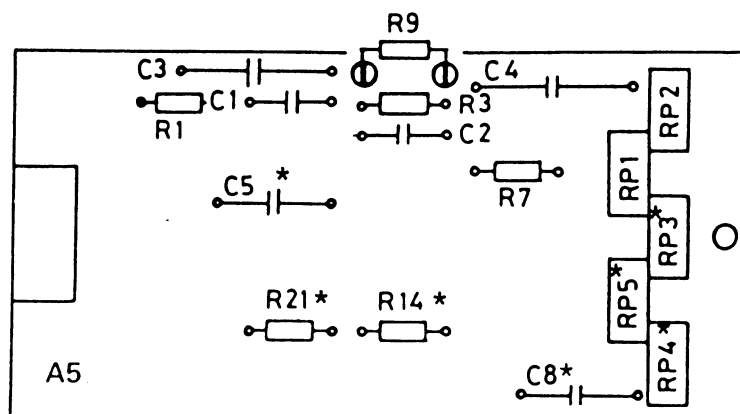 R9
C3
C4
C1
R3
RP2
R1
C2
RP1
C5 *
R7
RP3 *
RP5 *
R21 *
R14 *
RP4 *
A5
C8 *